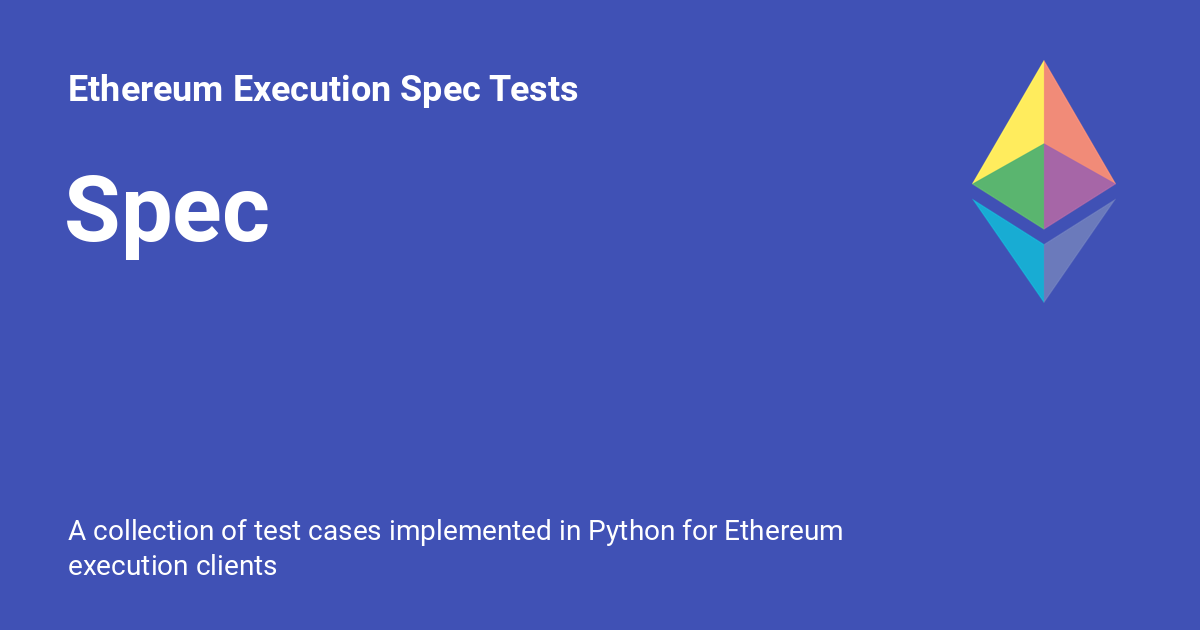 Ethereum Execution Spec Tests
Spec
A collection of test cases implemented in Python for Ethereum
execution clients